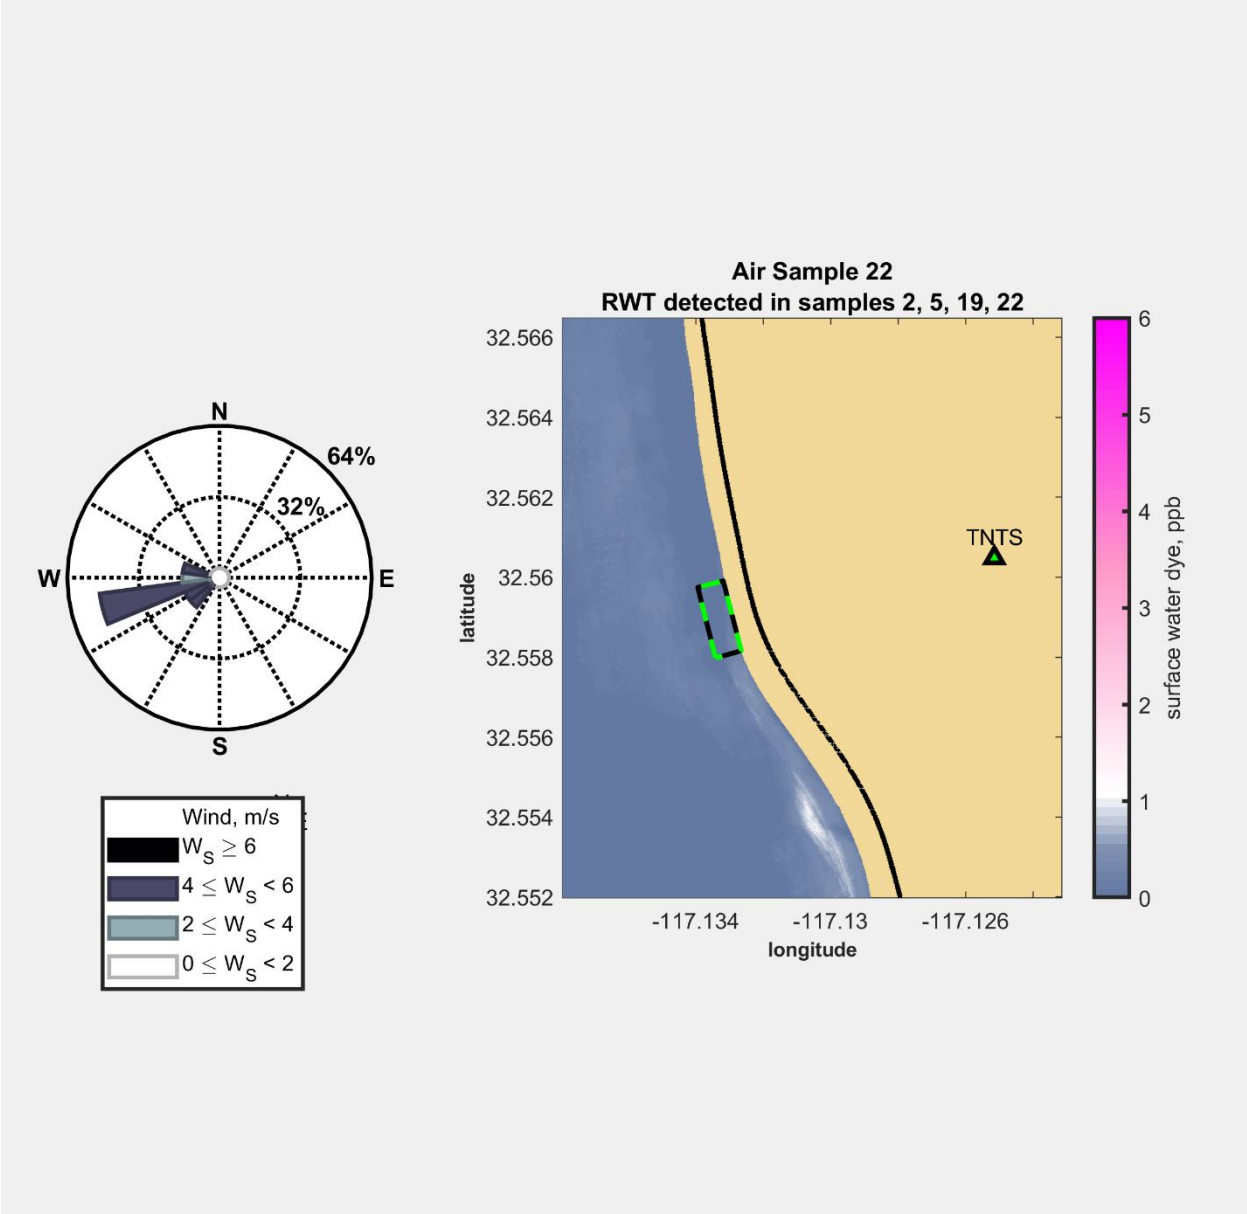 N
64%
32%
W
E
S
Wind, m/s
W_S ≥ 6
4 ≤ W_S < 6
2 ≤ W_S < 4
0 ≤ W_S < 2
Air Sample 22
RWT detected in samples 2, 5, 19, 22
32.566
32.564
32.562
32.56
32.558
32.556
32.554
32.552
latitude
TNTS
-117.134
-117.13
-117.126
longitude
6
5
4
3
2
1
0
surface water dye, ppb